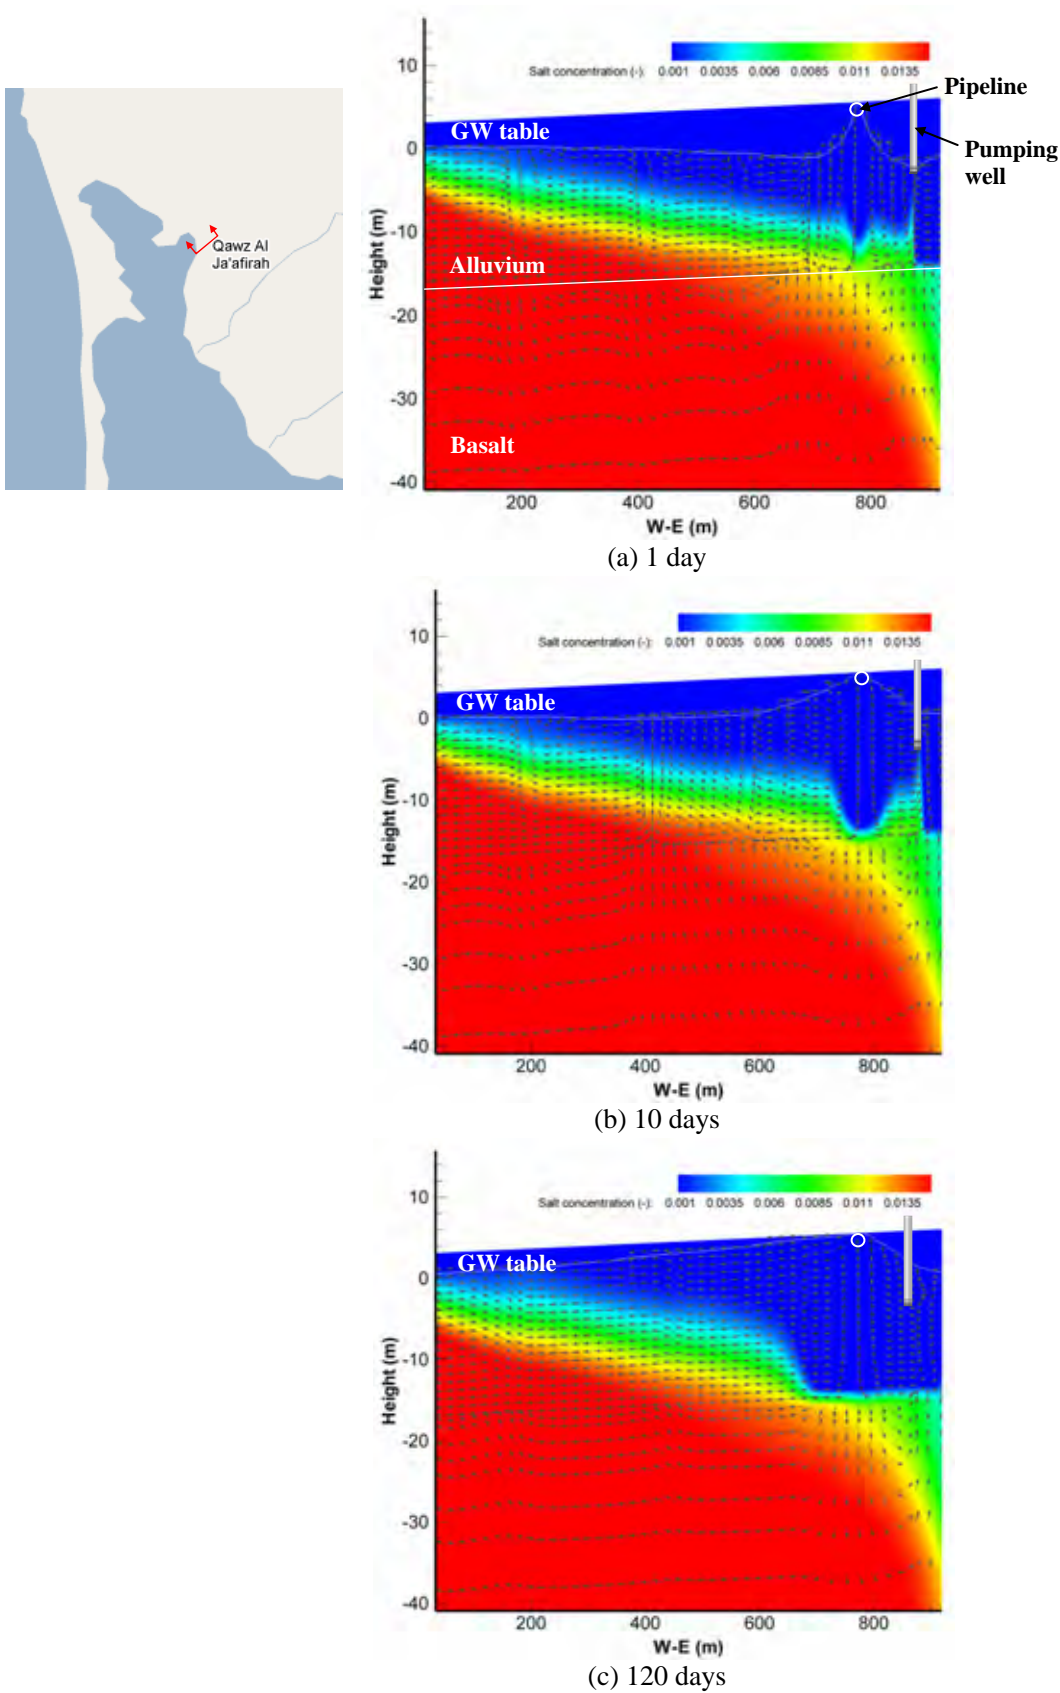 Qawz Al
Ja'afirah
Salt concentration (-): 0.001 0.0035 0.006 0.0085 0.011 0.0135
Pipeline
Pumping
well
GW table
Alluvium
Basalt
Height (m)
10
0
-10
-20
-30
-40
200 400 600 800
W-E (m)
(a) 1 day
Salt concentration (-): 0.001 0.0035 0.006 0.0085 0.011 0.0135
GW table
Height (m)
10
0
-10
-20
-30
-40
200 400 600 800
W-E (m)
(b) 10 days
Salt concentration (-): 0.001 0.0035 0.006 0.0085 0.011 0.0135
GW table
Height (m)
10
0
-10
-20
-30
-40
200 400 600 800
W-E (m)
(c) 120 days